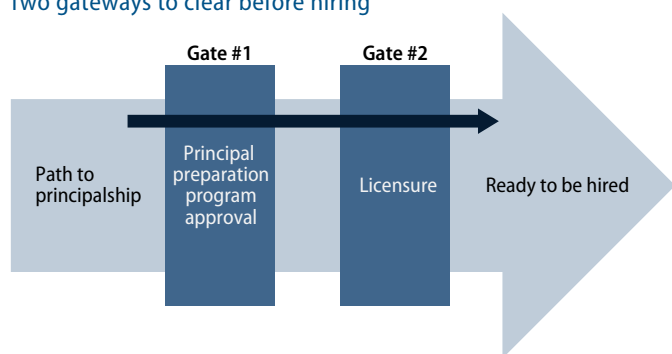 Two gateways to clear before hiring
Gate #1
Gate #2
Path to
principalship
Principal
preparation
program
approval
Licensure
Ready to be hired